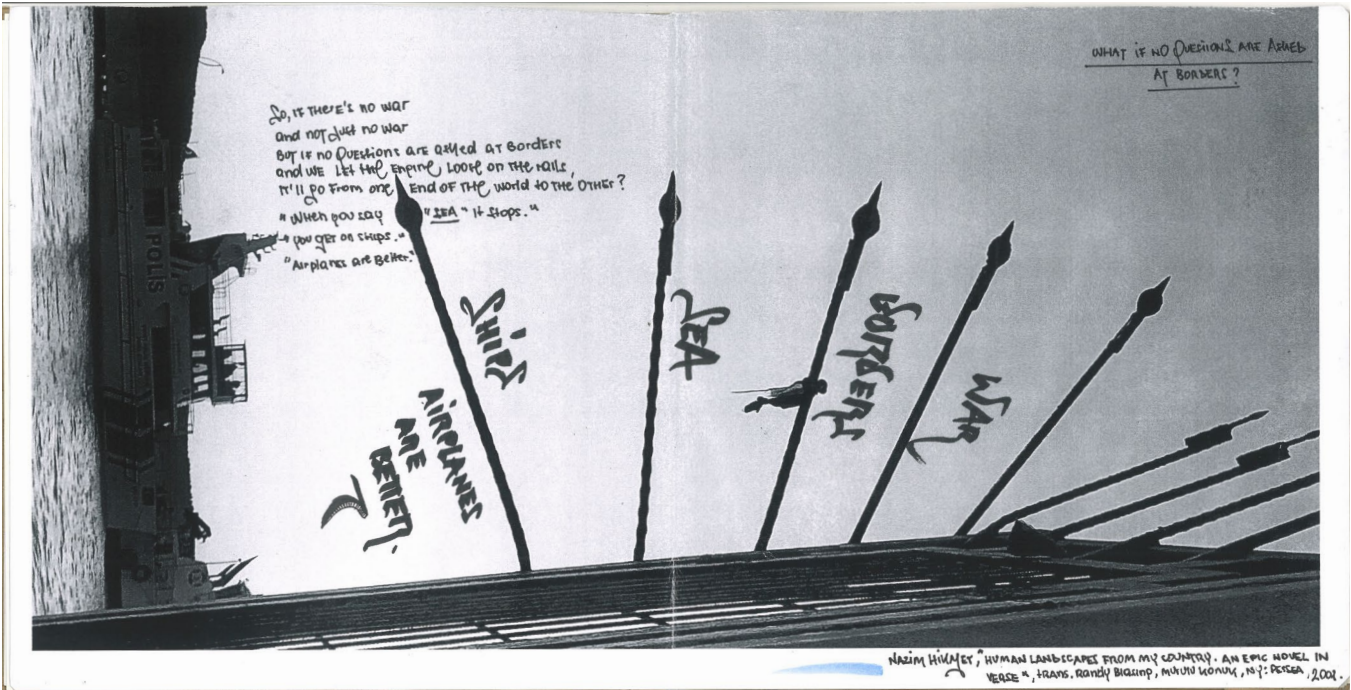 WHAT IF NO QUESTIONS ARE ASKED
AT BORDERS?
So, IF THERE'S NO WAR
and not just no war
BUT IF NO QUESTIONS ARE ASKED AT BORDERS
and WE LET THE ENGINE LOOSE ON THE RAILS,
IT'll go FROM one END OF THE world TO THE OTHER?
"When you say "SEA" it stops."
"you get on ships."
"Airplanes are Better."
POLIS
SHIPS
SEA
BORDERS
WAR
AIRPLANES
ARE
BETTER.
NAZIM HIKMET, "HUMAN LANDSCAPES FROM MY COUNTRY. AN EPIC NOVEL IN
VERSE", trans. Randy Blasing, Mutlu Konuk, N.Y: PERSEA, 2002.